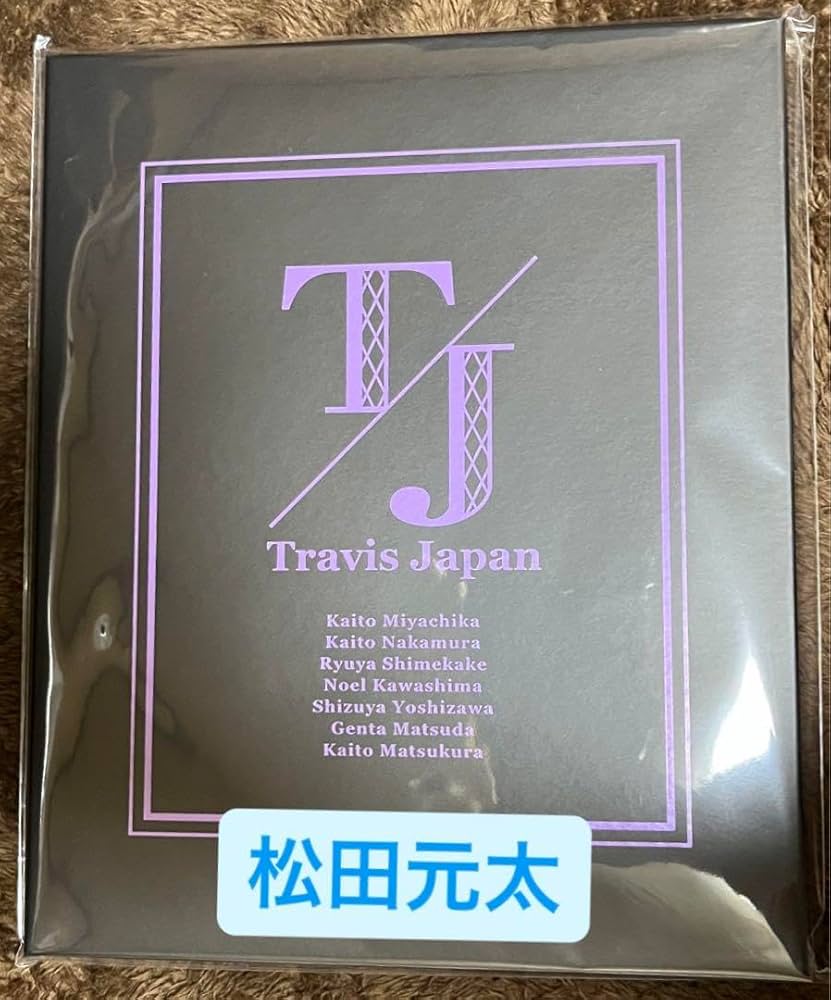 TJ
Travis Japan
Kaito Miyachika
Kaito Nakamura
Ryuya Shimekake
Noel Kawashima
Shizuya Yoshizawa
Genta Matsuda
Kaito Matsukura
松田元太